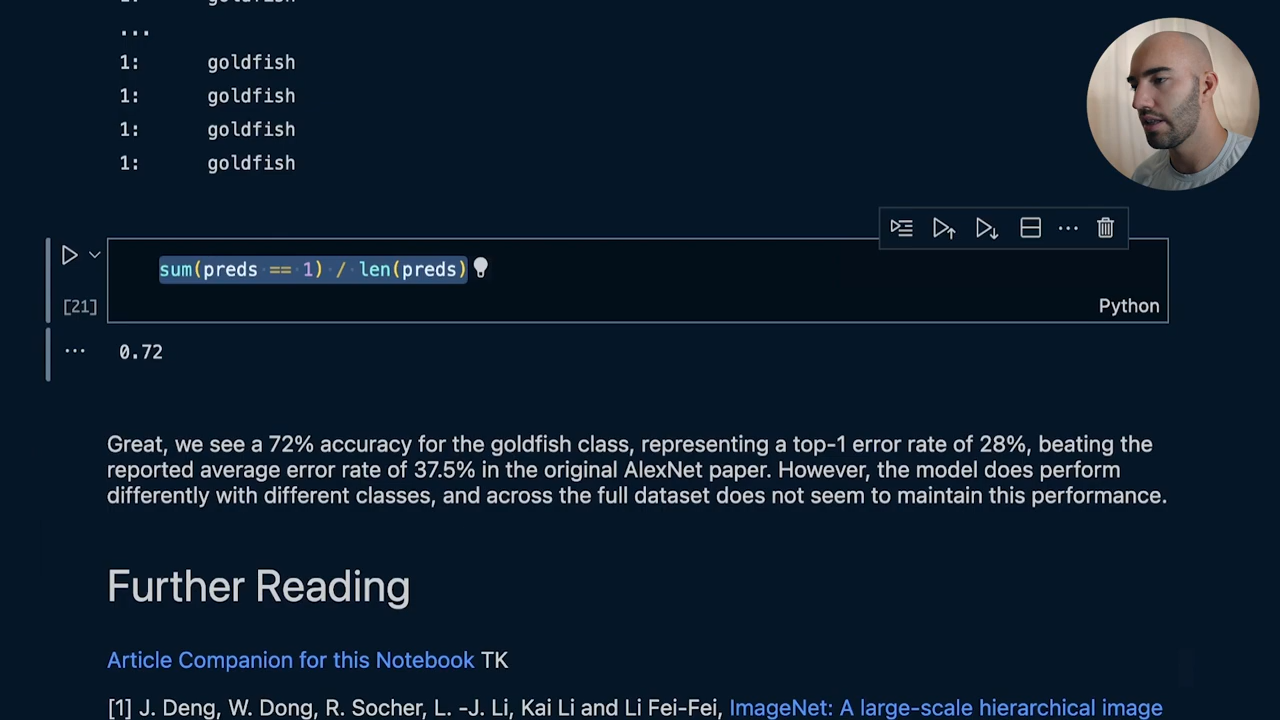 1: goldfish
...
1: goldfish
1: goldfish
1: goldfish
1: goldfish
sum(preds == 1) / len(preds)
[21]
Python
... 0.72
Great, we see a 72% accuracy for the goldfish class, representing a top-1 error rate of 28%, beating the
reported average error rate of 37.5% in the original AlexNet paper. However, the model does perform
differently with different classes, and across the full dataset does not seem to maintain this performance.
Further Reading
Article Companion for this Notebook TK
[1] J. Deng, W. Dong, R. Socher, L. -J. Li, Kai Li and Li Fei-Fei, ImageNet: A large-scale hierarchical image